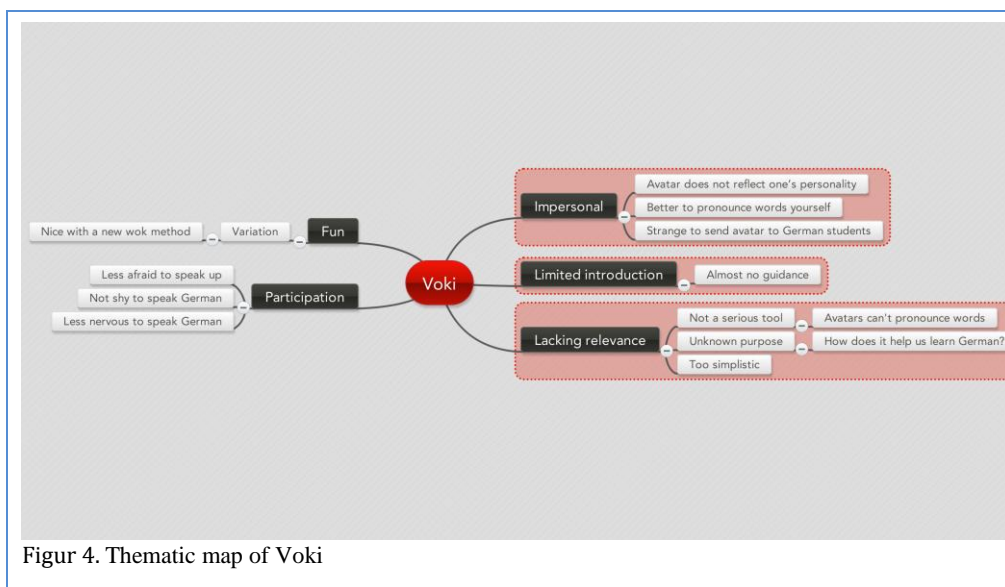 Nice with a new wok method
Variation
Fun
Less afraid to speak up
Not shy to speak German
Less nervous to speak German
Participation
Voki
Impersonal
Avatar does not reflect one's personality
Better to pronounce words yourself
Strange to send avatar to German students
Limited introduction
Almost no guidance
Lacking relevance
Not a serious tool
Avatars can't pronounce words
Unknown purpose
How does it help us learn German?
Too simplistic
Figur 4. Thematic map of Voki